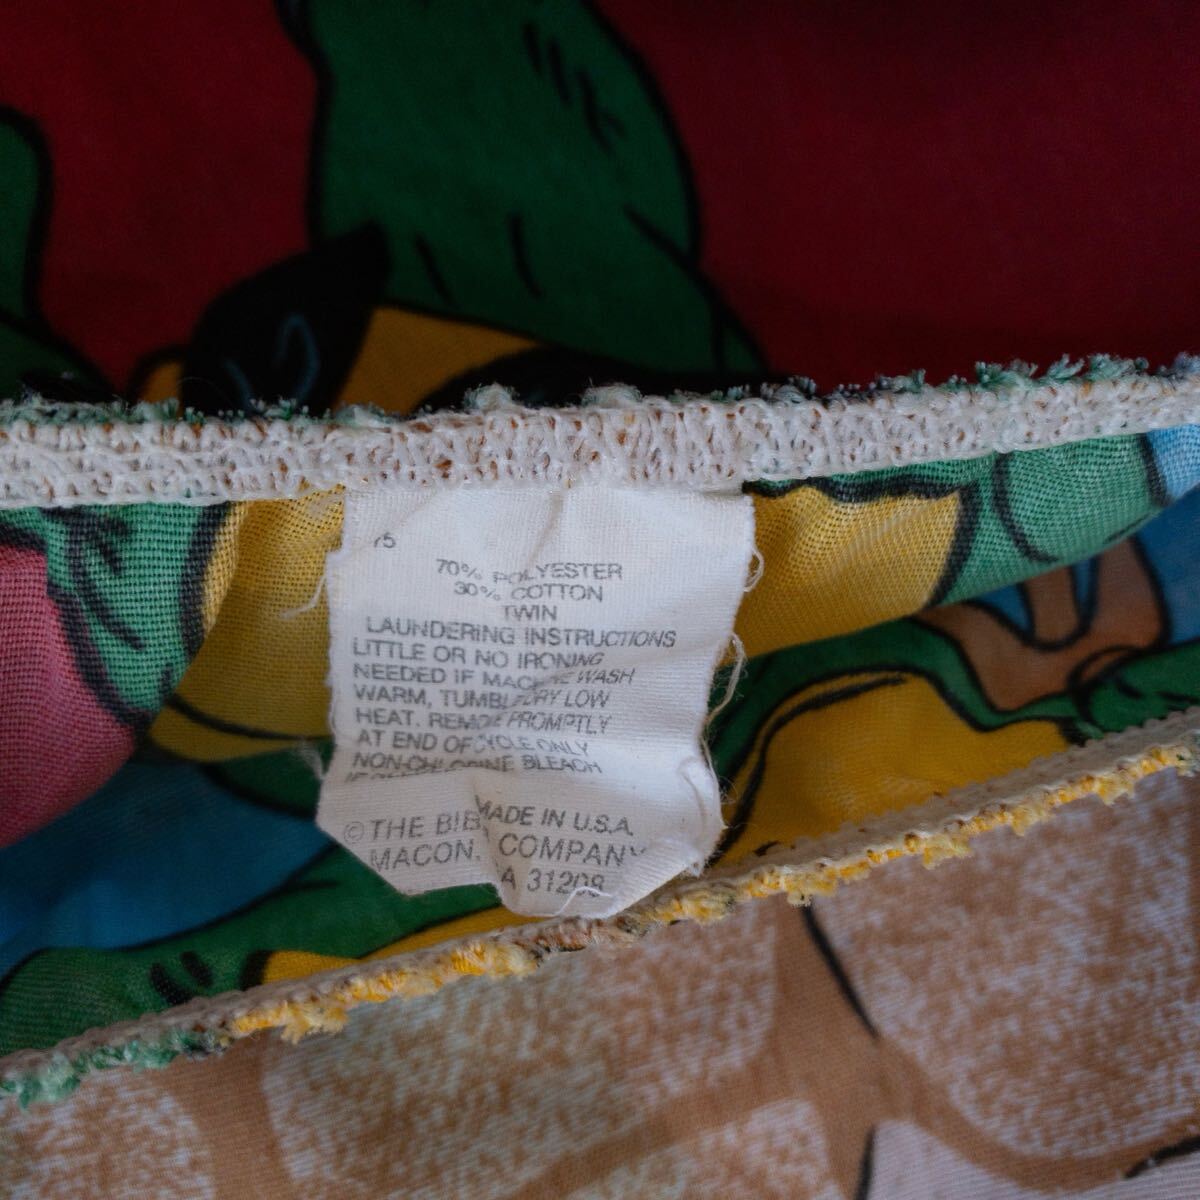 75
70% POLYESTER
30% COTTON
TWIN
LAUNDERING INSTRUCTIONS
LITTLE OR NO IRONING
NEEDED IF MACHINE WASH
WARM, TUMBLE DRY LOW
HEAT. REMOVE PROMPTLY
AT END OF CYCLE ONLY
NON-CHLORINE BLEACH
MADE IN U.S.A.
© THE BIBB COMPANY
MACON, GA 31208